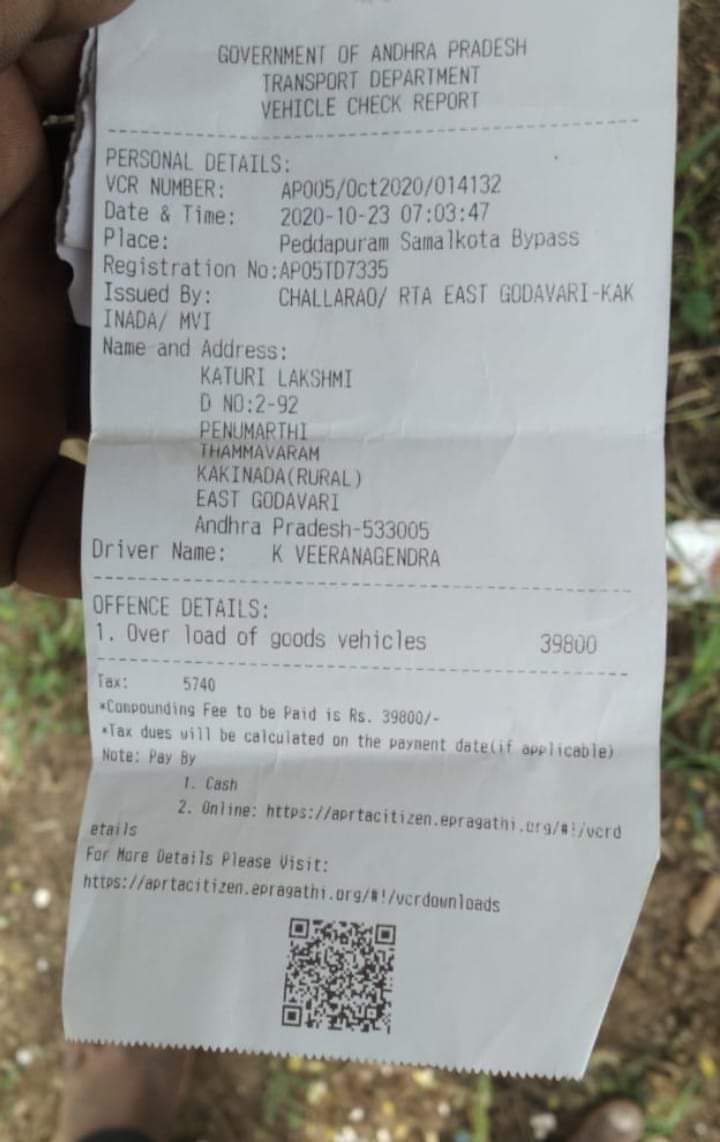 GOVERNMENT OF ANDHRA PRADESH
TRANSPORT DEPARTMENT
VEHICLE CHECK REPORT
PERSONAL DETAILS:
VCR NUMBER: AP005/Oct2020/014132
Date & Time: 2020-10-23 07:03:47
Place: Peddapuram Samalkota Bypass
Registration No:AP05TD7335
Issued By: CHALLARAO/ RTA EAST GODAVARI-KAK
INADA/ MVI
Name and Address:
KATURI LAKSHMI
D NO:2-92
PENUMARTHI
THAMMAVARAM
KAKINADA(RURAL)
EAST GODAVARI
Andhra Pradesh-533005
Driver Name: K VEERANAGENDRA
OFFENCE DETAILS:
1. Over load of goods vehicles 39800
Tax: 5740
*Compounding Fee to be Paid is Rs. 39800/-
*Tax dues will be calculated on the payment date(if applicable)
Note: Pay By
1. Cash
2. Online: https://aprtacitizen.epragathi.org/#!/vcrd
etails
For More Details Please Visit:
https://aprtacitizen.epragathi.org/#!/vcrdownloads